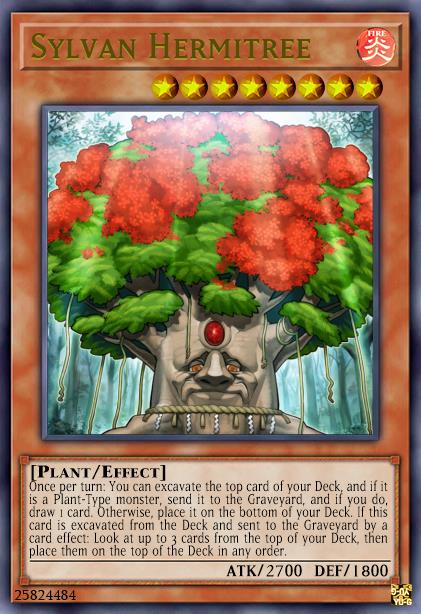 SYLVAN HERMITREE
FIRE
炎
[PLANT/EFFECT]
Once per turn: You can excavate the top card of your Deck, and if it
is a Plant-Type monster, send it to the Graveyard, and if you do,
draw 1 card. Otherwise, place it on the bottom of your Deck. If this
card is excavated from the Deck and sent to the Graveyard by a
card effect: Look at up to 3 cards from the top of your Deck, then
place them on the top of the Deck in any order.
ATK/2700 DEF/1800
25824484